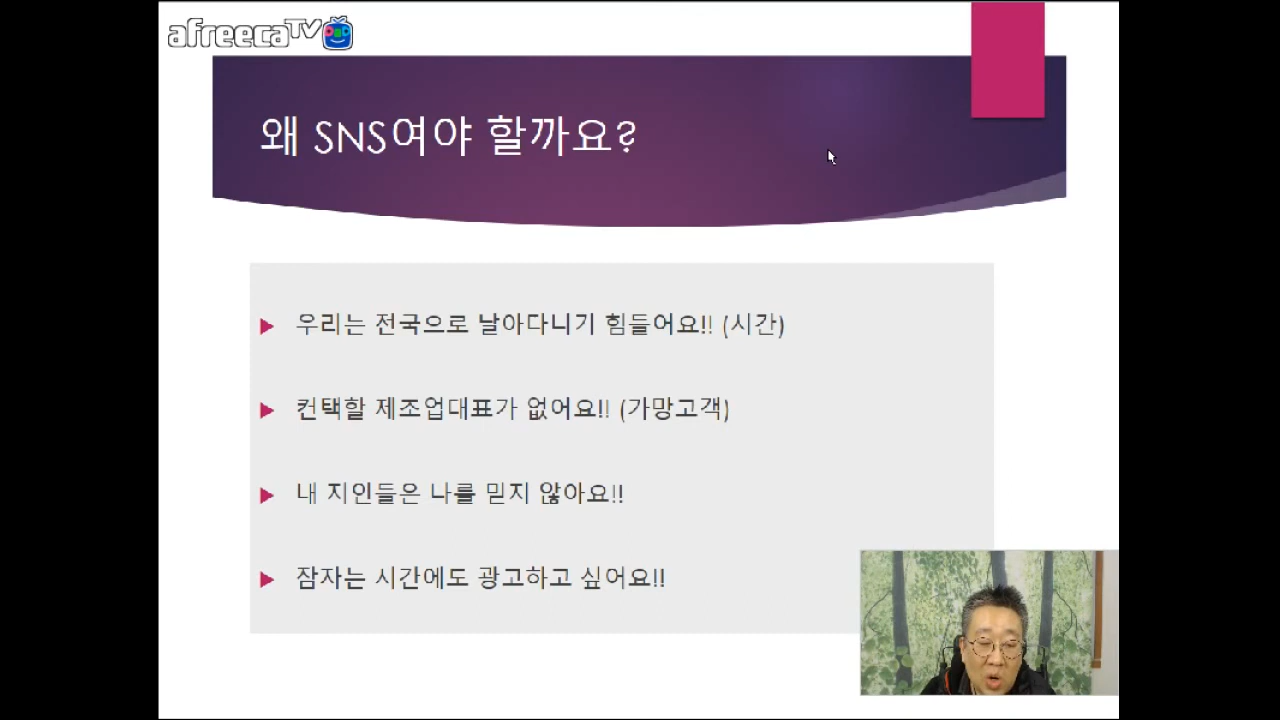 afreecaTV
왜 SNS여야 할까요?
우리는 전국으로 날아다니기 힘들어요!! (시간)
컨택할 제조업대표가 없어요!! (가망고객)
내 지인들은 나를 믿지 않아요!!
잠자는 시간에도 광고하고 싶어요!!